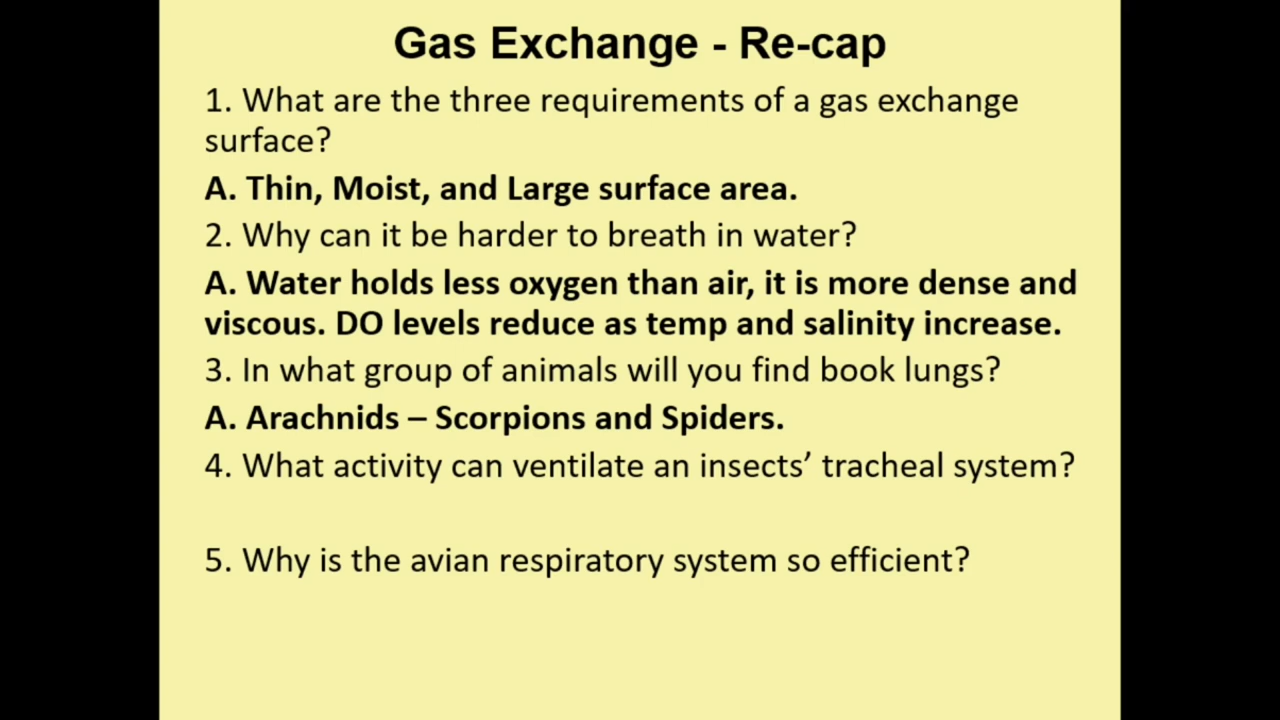 Gas Exchange - Re-cap
1. What are the three requirements of a gas exchange
surface?
A. Thin, Moist, and Large surface area.
2. Why can it be harder to breath in water?
A. Water holds less oxygen than air, it is more dense and
viscous. DO levels reduce as temp and salinity increase.
3. In what group of animals will you find book lungs?
A. Arachnids – Scorpions and Spiders.
4. What activity can ventilate an insects’ tracheal system?
5. Why is the avian respiratory system so efficient?